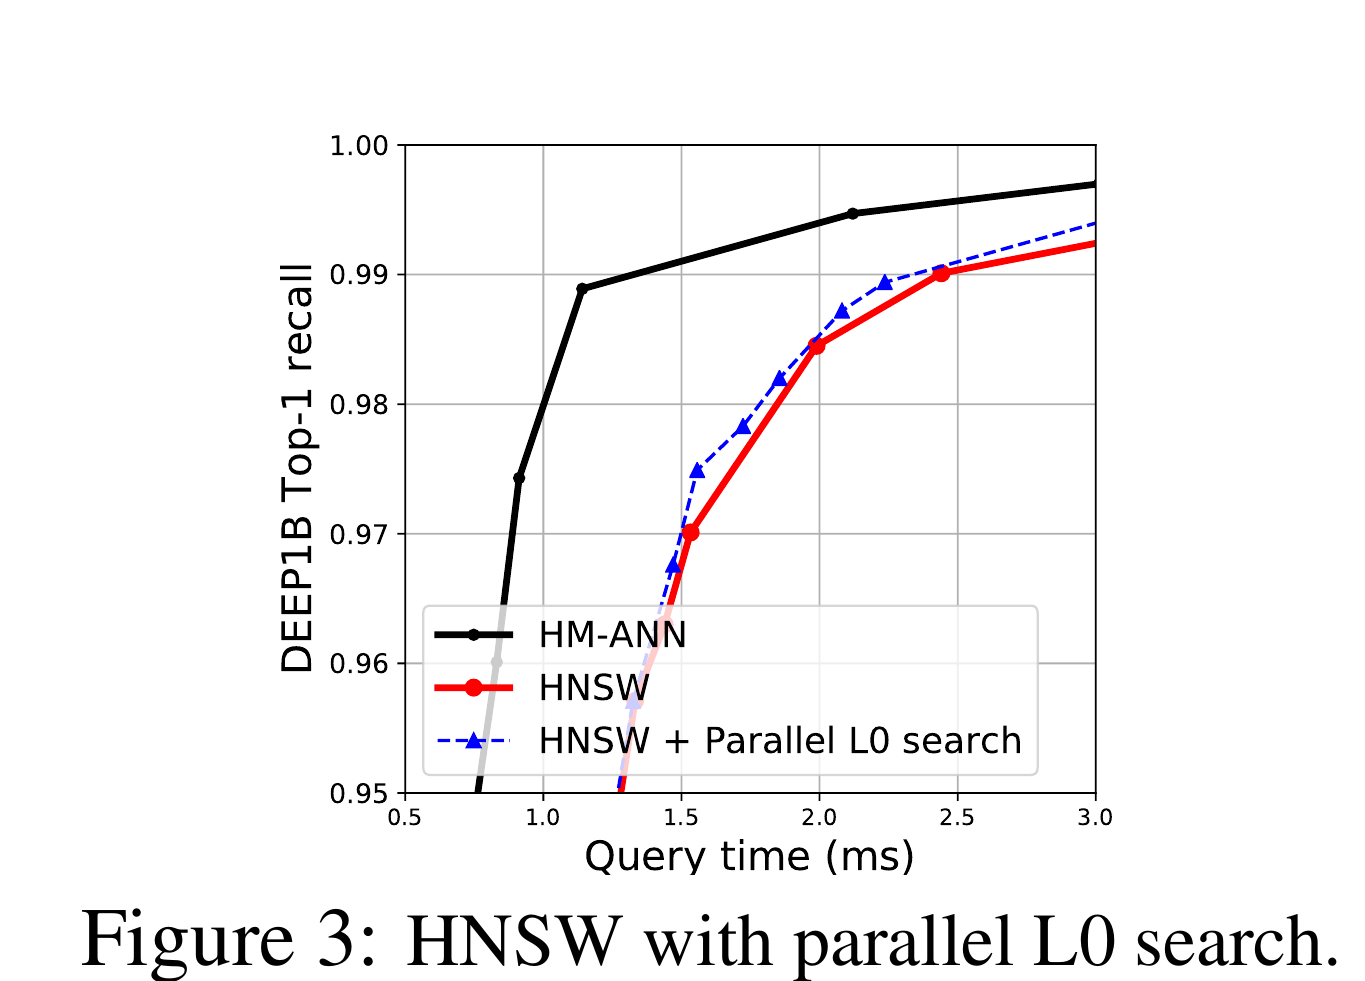 1.00
0.99
0.98
0.97
0.96
0.95
DEEP1B Top-1 recall
HM-ANN
HNSW
HNSW + Parallel L0 search
0.5 1.0 1.5 2.0 2.5 3.0
Query time (ms)
Figure 3: HNSW with parallel L0 search.